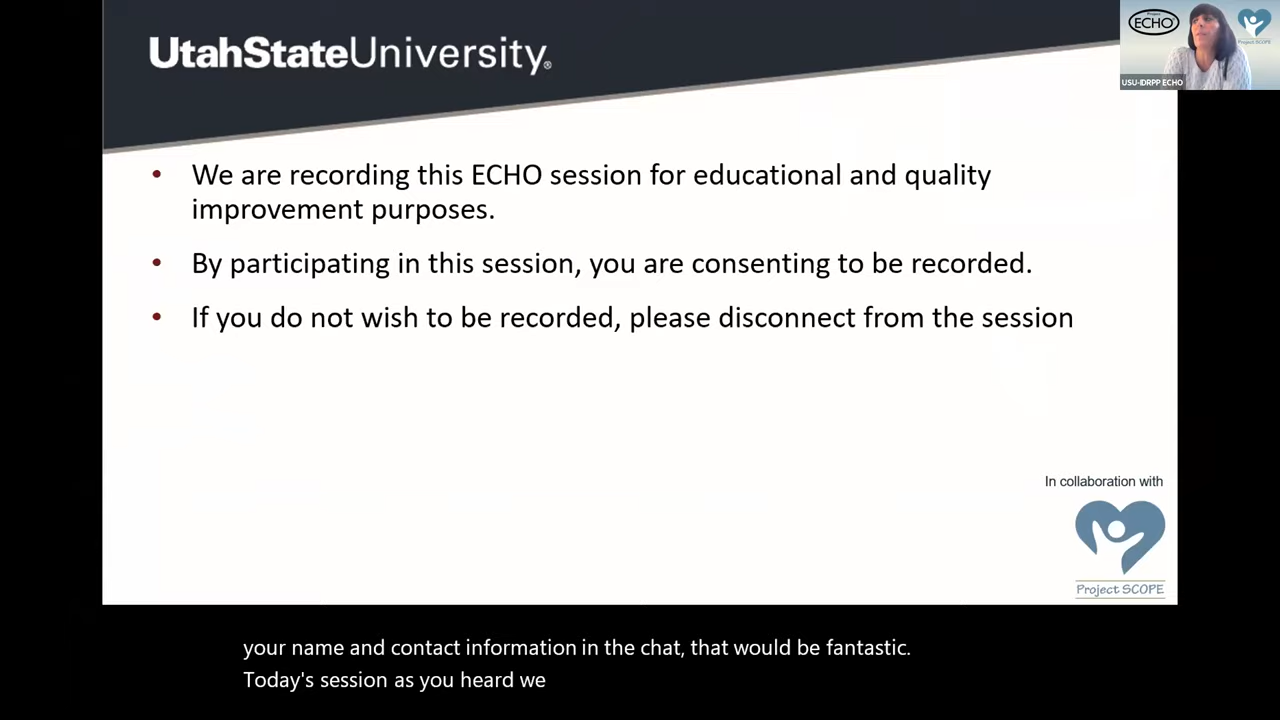 UtahStateUniversity®
Project
ECHO
Project SCOPE
USU-IDRPP ECHO
• We are recording this ECHO session for educational and quality
improvement purposes.
• By participating in this session, you are consenting to be recorded.
• If you do not wish to be recorded, please disconnect from the session
In collaboration with
Project SCOPE
your name and contact information in the chat, that would be fantastic.
Today's session as you heard we